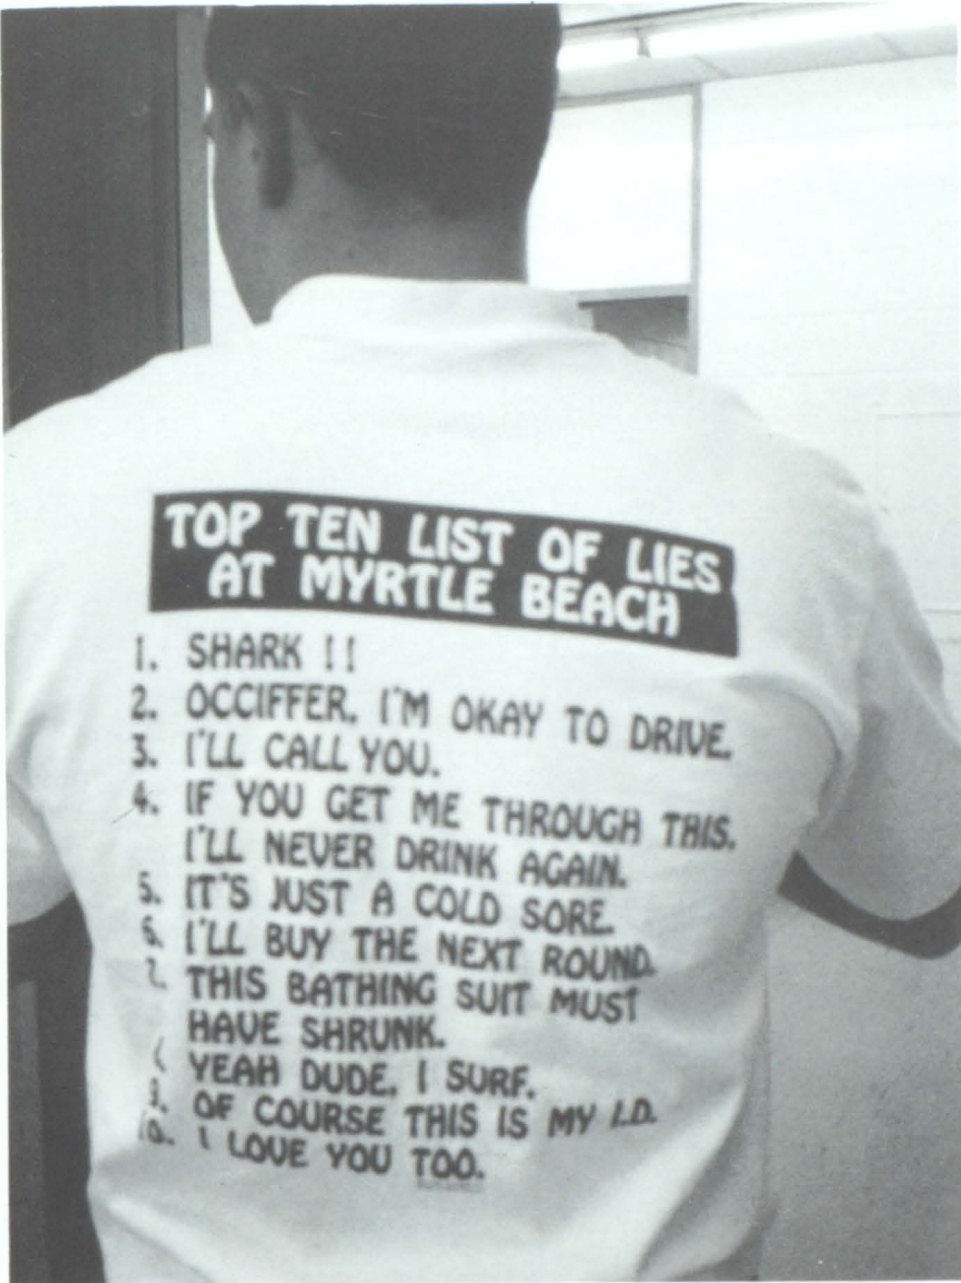 TOP TEN LIST OF LIES
AT MYRTLE BEACH
1. SHARK !!
2. OCCIFFER, I'M OKAY TO DRIVE.
3. I'LL CALL YOU.
4. IF YOU GET ME THROUGH THIS,
I'LL NEVER DRINK AGAIN.
5. IT'S JUST A COLD SORE.
6. I'LL BUY THE NEXT ROUND.
7. THIS BATHING SUIT MUST
HAVE SHRUNK.
YEAH DUDE, I SURF.
9. OF COURSE THIS IS MY I.D.
10. I LOVE YOU TOO.